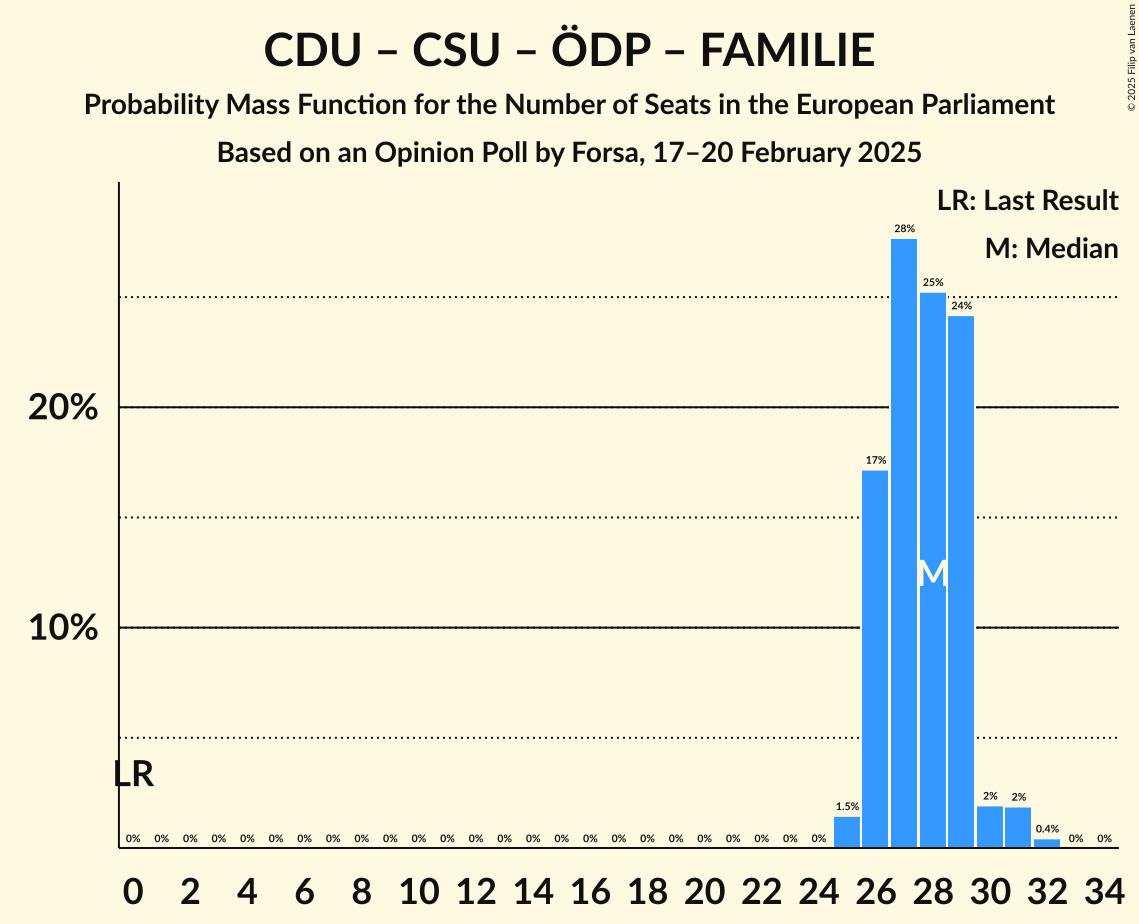 CDU – CSU – ÖDP – FAMILIE
Probability Mass Function for the Number of Seats in the European Parliament
Based on an Opinion Poll by Forsa, 17–20 February 2025
© 2025 Filip van Laenen
LR: Last Result
M: Median
28%
25%
24%
20%
17%
M
10%
LR
0% 0% 0% 0% 0% 0% 0% 0% 0% 0% 0% 0% 0% 0% 0% 0% 0% 0% 0% 0% 0% 0% 0% 0% 0% 1.5% 2% 2% 0.4% 0% 0%
0 2 4 6 8 10 12 14 16 18 20 22 24 26 28 30 32 34